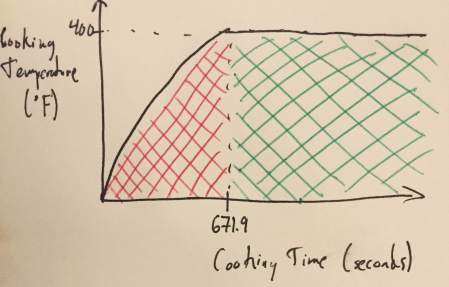 400
Cooking
Temperature
(°F)
671.9
Cooking Time (seconds)